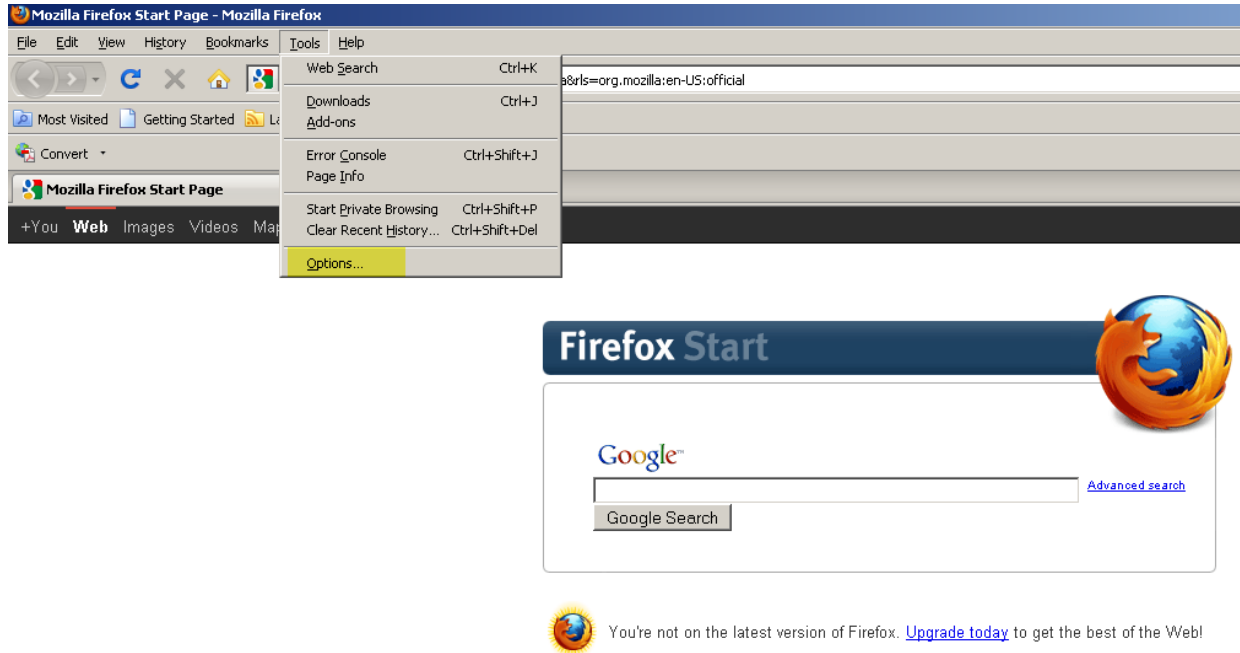 Mozilla Firefox Start Page - Mozilla Firefox
File Edit View History Bookmarks Tools Help
Web Search Ctrl+K
a&rls=org.mozilla:en-US:official
Downloads Ctrl+J
Most Visited Getting Started
Add-ons
Convert
Error Console Ctrl+Shift+J
Page Info
Mozilla Firefox Start Page
Start Private Browsing Ctrl+Shift+P
+You Web Images Videos
Clear Recent History... Ctrl+Shift+Del
Options...
Firefox Start
Google™
Advanced search
Google Search
You're not on the latest version of Firefox. Upgrade today to get the best of the Web!